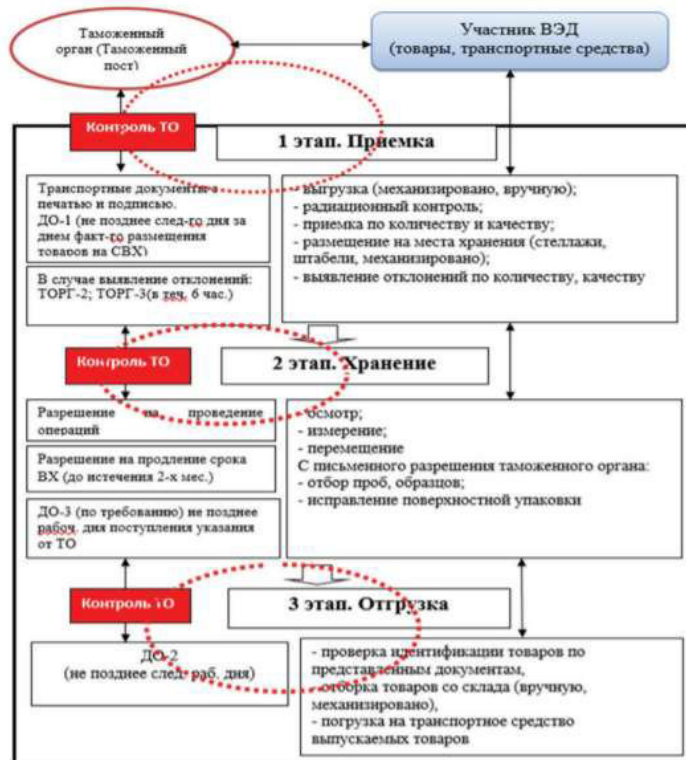 Таможенный
орган (Таможенный
пост)
Участник ВЭД
(товары, транспортные средства)
Контроль ТО
1 этап. Приемка
Транспортные документы с
печатью и подписью.
ДО-1 (не позднее след-го дня за
днем факт-го размещения
товаров на СВХ)
В случае выявление отклонений:
ТОРГ-2; ТОРГ-3(в теч. 6 час.)
- выгрузка (механизировано, вручную);
- радиационный контроль;
- приемка по количеству и качеству;
- размещение на места хранения (стеллажи,
штабели, механизировано);
- выявление отклонений по количеству, качеству
Контроль ТО
2 этап. Хранение
Разрешение на проведение
операций
Разрешение на продление срока
ВХ (до истечения 2-х мес.)
ДО-3 (по требованию) не позднее
рабоч. дня поступления указания
от ТО
- осмотр;
- измерение;
- перемещение
С письменного разрешения таможенного органа:
- отбор проб, образцов;
- исправление поверхностной упаковки
Контроль ТО
3 этап. Отгрузка
ДО-2
(не позднее след. раб. дня)
- проверка идентификации товаров по
представленным документам,
- отборка товаров со склада (вручную,
механизировано),
- погрузка на транспортное средство
выпускаемых товаров